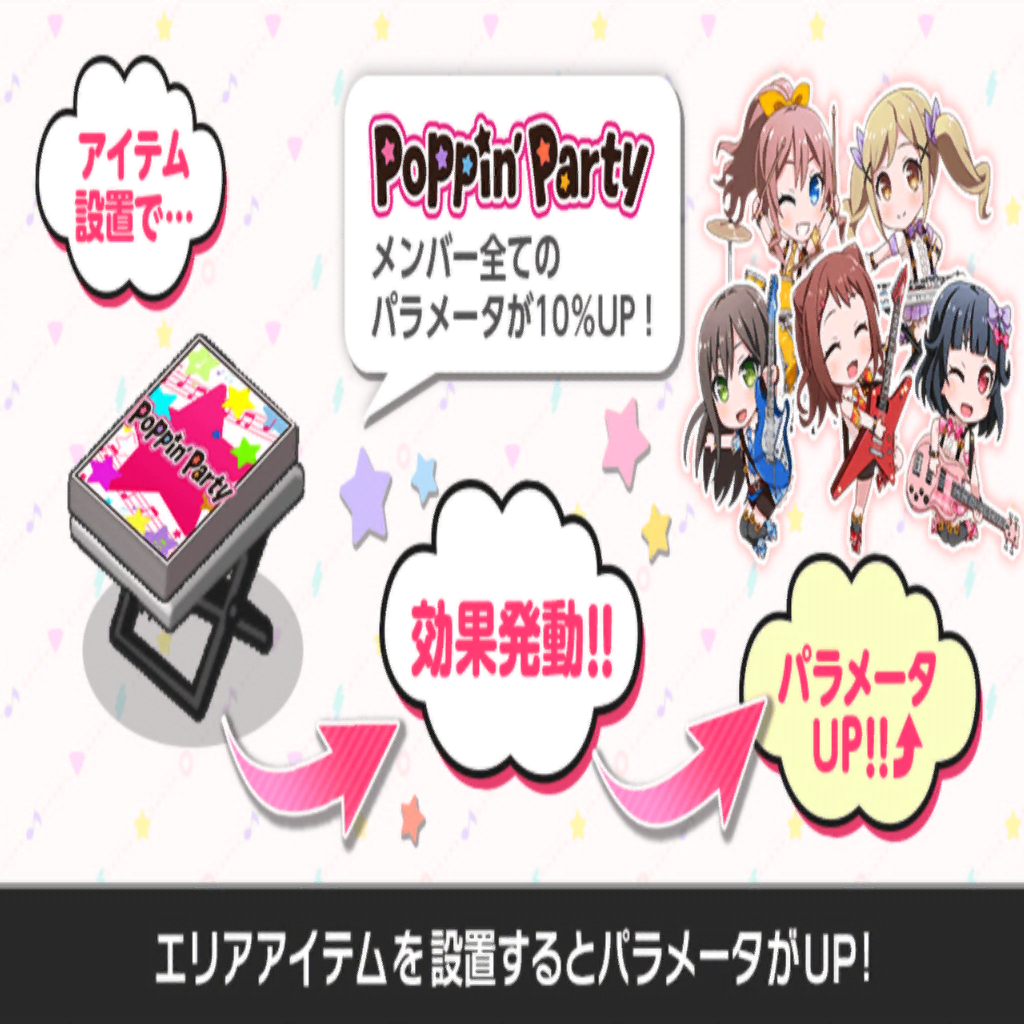 アイテム
設置で…
Poppin'Party
メンバー全ての
パラメータが10%UP!
Poppin'Party
効果発動!!
パラメータ
UP!!
エリアアイテムを設置するとパラメータがUP!